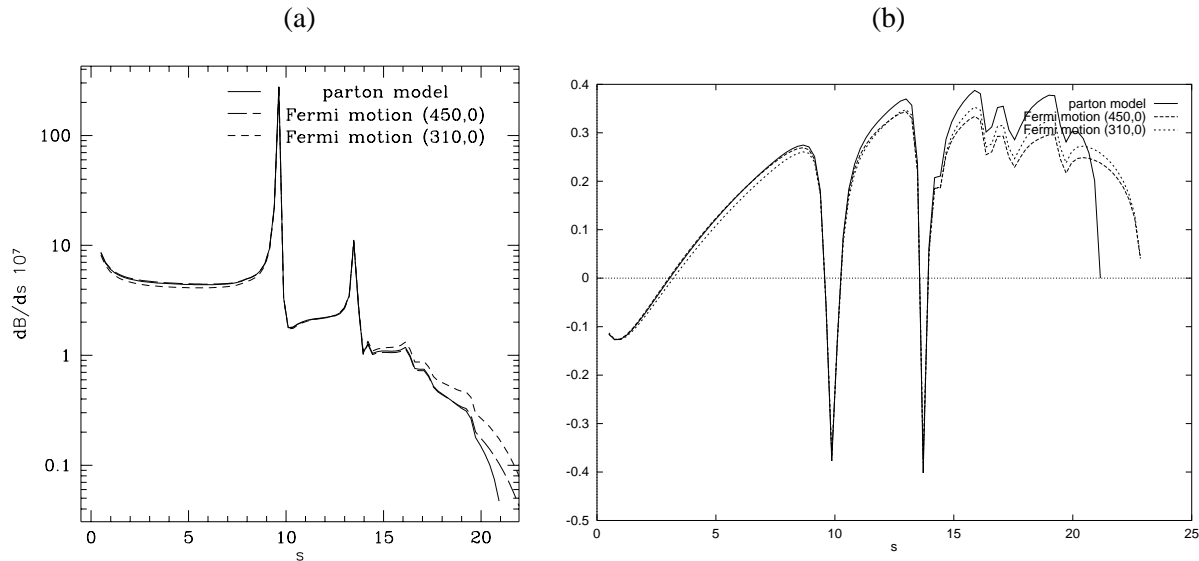 (a)
parton model
Fermi motion (450,0)
Fermi motion (310,0)
dB/ds 10⁷
100
10
1
0.1
0 5 10 15 20
s
(b)
parton model
Fermi motion (450,0)
Fermi motion (310,0)
0.4
0.3
0.2
0.1
0
-0.1
-0.2
-0.3
-0.4
-0.5
0 5 10 15 20 25
s